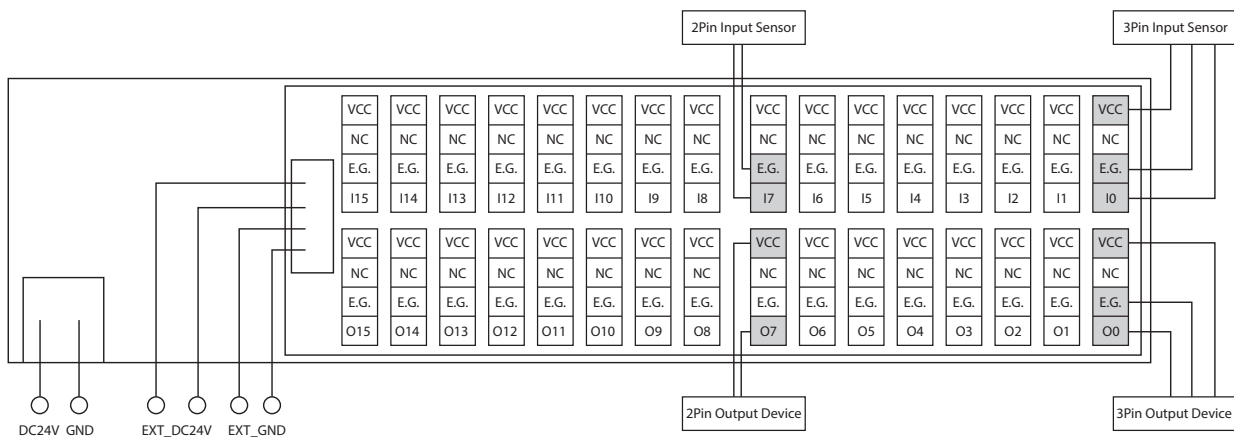 2Pin Input Sensor 3Pin Input Sensor
VCC VCC VCC VCC VCC VCC VCC VCC VCC VCC VCC VCC VCC VCC VCC VCC
NC NC NC NC NC NC NC NC NC NC NC NC NC NC NC NC
E.G. E.G. E.G. E.G. E.G. E.G. E.G. E.G. E.G. E.G. E.G. E.G. E.G. E.G. E.G. E.G.
I15 I14 I13 I12 I11 I10 I9 I8 I7 I6 I5 I4 I3 I2 I1 I0
VCC VCC VCC VCC VCC VCC VCC VCC VCC VCC VCC VCC VCC VCC VCC VCC
NC NC NC NC NC NC NC NC NC NC NC NC NC NC NC NC
E.G. E.G. E.G. E.G. E.G. E.G. E.G. E.G. E.G. E.G. E.G. E.G. E.G. E.G. E.G. E.G.
O15 O14 O13 O12 O11 O10 O9 O8 O7 O6 O5 O4 O3 O2 O1 O0
2Pin Output Device 3Pin Output Device
DC24V GND EXT_DC24V EXT_GND